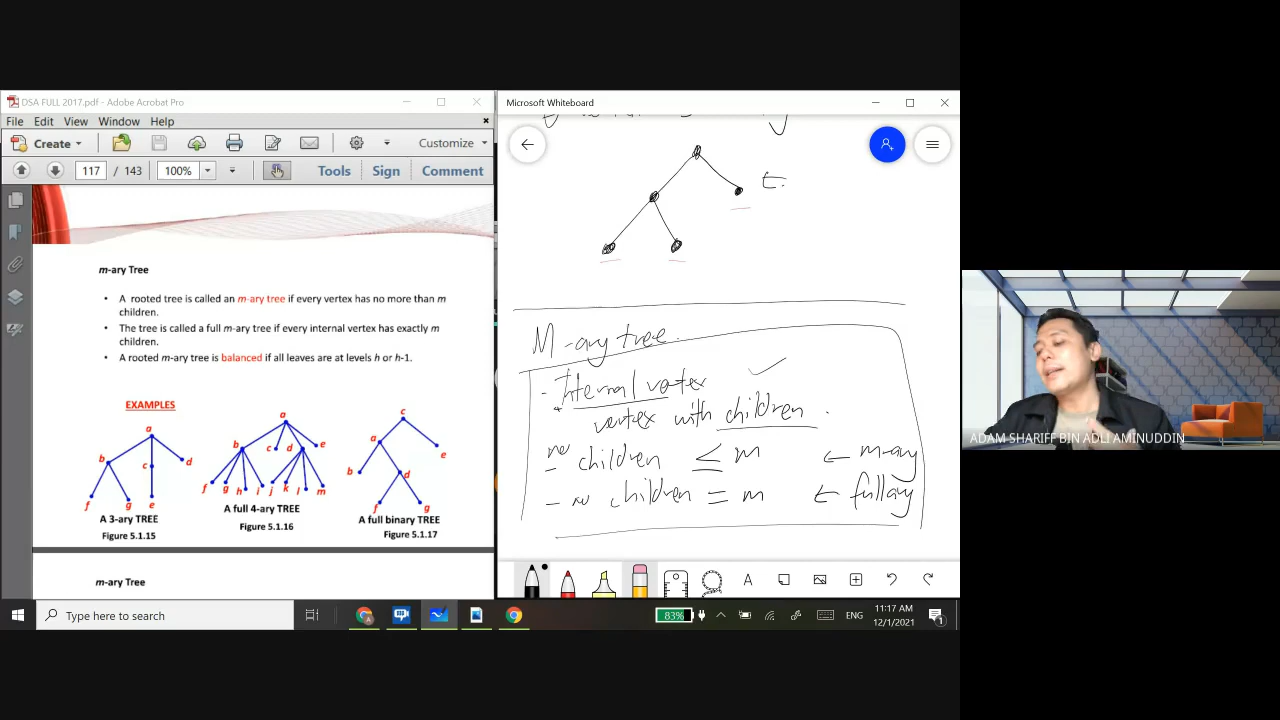 DSA FULL 2017.pdf - Adobe Acrobat Pro
File Edit View Window Help
Create Customize
117 / 143 100% Tools Sign Comment
m-ary Tree
• A rooted tree is called an m-ary tree if every vertex has no more than m
children.
• The tree is called a full m-ary tree if every internal vertex has exactly m
children.
• A rooted m-ary tree is balanced if all leaves are at levels h or h-1.
EXAMPLES
a
b
c
d
f
g
e
A 3-ary TREE
Figure 5.1.15
a
b
c
d
e
f
g
h
i
j
k
l
m
A full 4-ary TREE
Figure 5.1.16
c
a
e
b
d
f
g
A full binary TREE
Figure 5.1.17
m-ary Tree
Microsoft Whiteboard
M-ary tree.
- Internal vertex
vertex with children.
- no children ≤ m ← m-ary
- no children = m ← full ary
A
ADAM SHARIFF BIN ADLI AMINUDDIN
Type here to search
83%
ENG
11:17 AM
12/1/2021
1